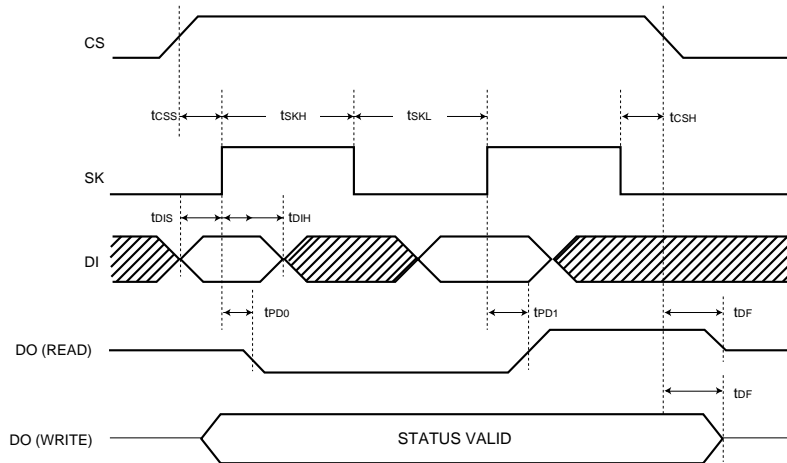 CS
tCSS
tSKH
tSKL
tCSH
SK
tDIS
tDIH
DI
tPD0
tPD1
tDF
DO (READ)
tDF
DO (WRITE)
STATUS VALID